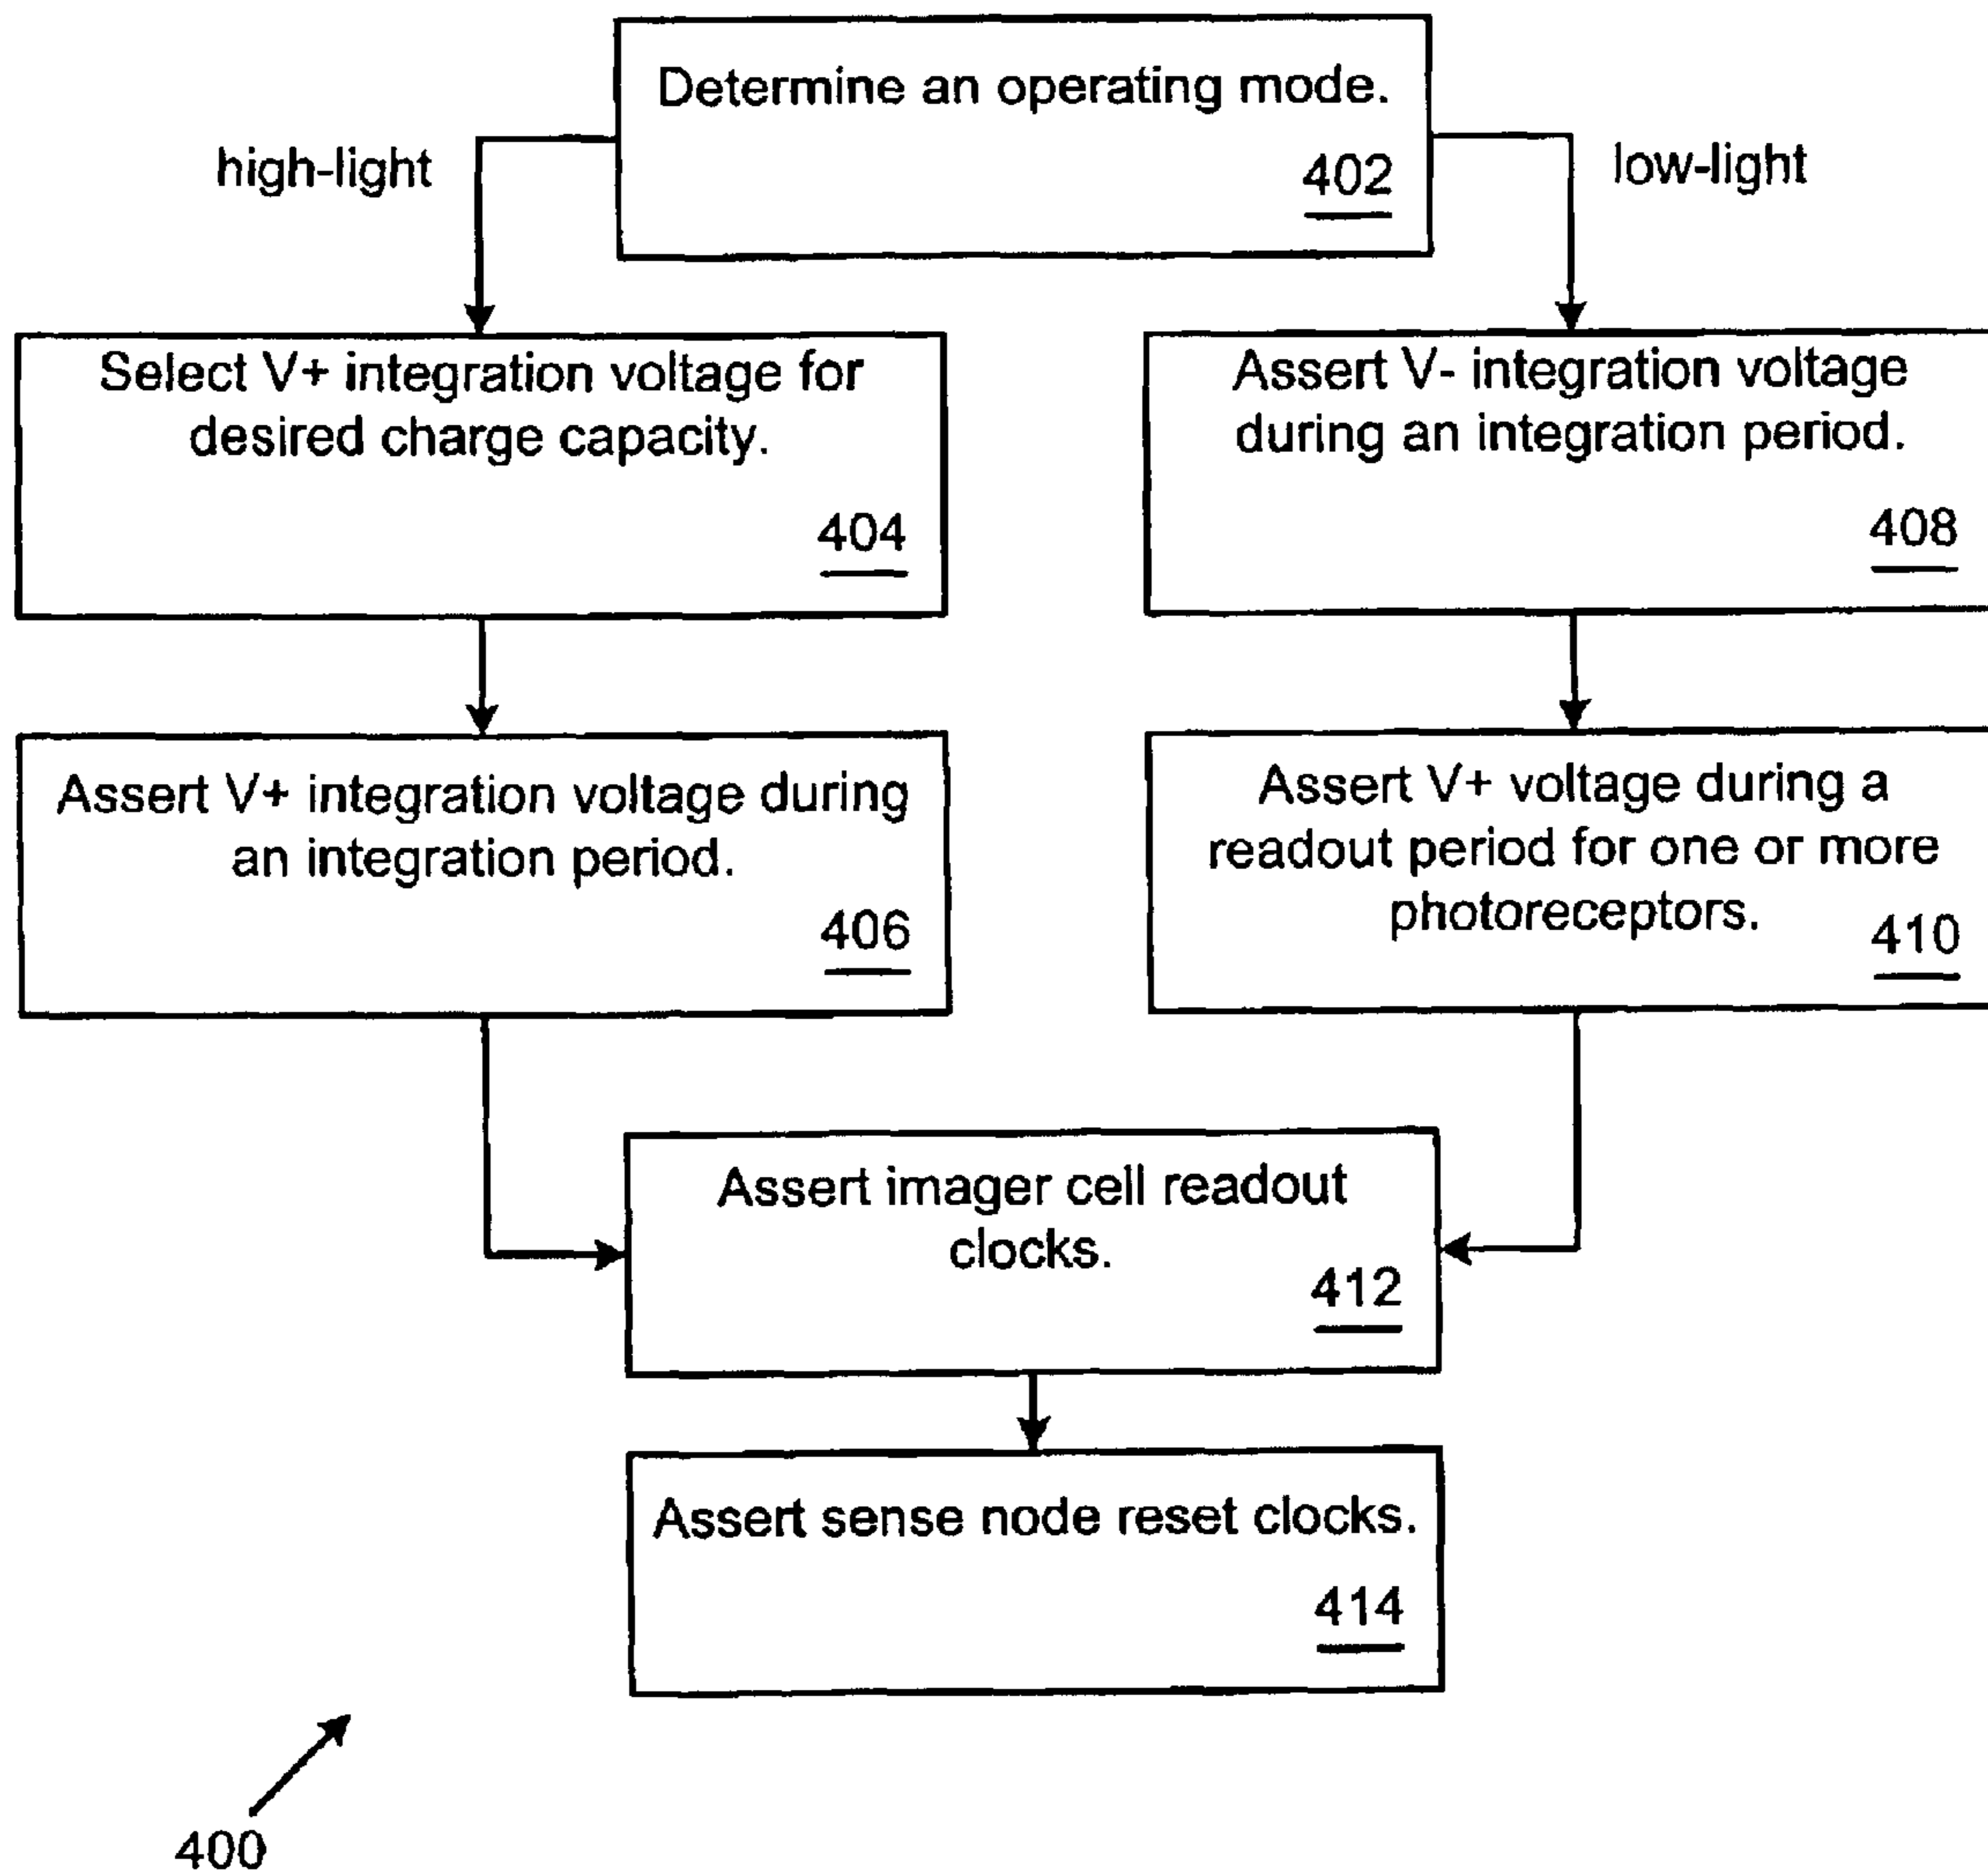 Determine an operating mode.
402
high-light
low-light
Select V+ integration voltage for
desired charge capacity.
404
Assert V- integration voltage
during an integration period.
408
Assert V+ integration voltage during
an integration period.
406
Assert V+ voltage during a
readout period for one or more
photoreceptors.
410
Assert imager cell readout
clocks.
412
Assert sense node reset clocks.
414
400